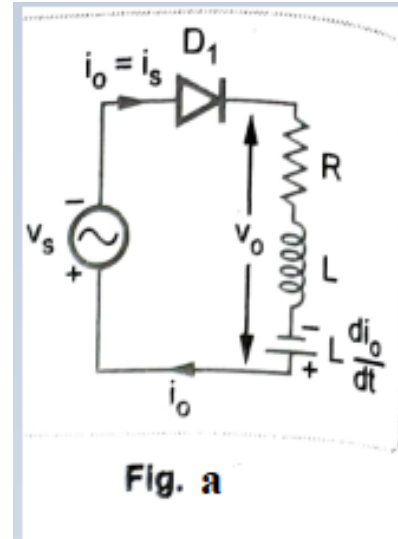 D1
io = is
R
−
vs
vo
L
+
−
L dio/dt
+
io
Fig. a